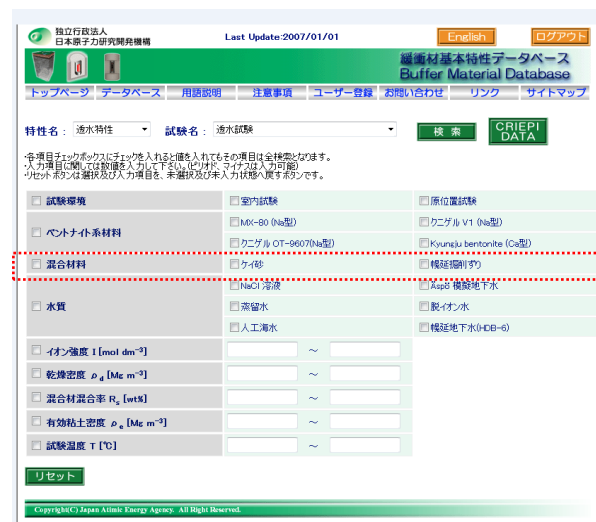 独立行政法人
日本原子力研究開発機構
Last Update:2007/01/01
English
ログアウト
緩衝材基本特性データベース
Buffer Material Database
トップページ データベース 用語説明 注意事項 ユーザー登録 お問い合わせ リンク サイトマップ
特性名： 透水特性 試験名： 透水試験 検 索 CRIEPI DATA
・各項目チェックボックスにチェックを入れると値を入れてもその項目は全検索となります。
・入力項目に関しては数値を入力して下さい。(ピリオド、マイナスは入力可能)
・リセットボタンは選択及び入力項目を、未選択及び未入力状態へ戻すボタンです。
試験環境 室内試験 原位置試験
ベントナイト系材料 MX-80 (Na型) クニゲル V1 (Na型)
クニゲル OT-9607(Na型) Kyungju bentonite (Ca型)
混合材料 ケイ砂 幌延掘削ずり
水質 NaCl 溶液 Äspö 模擬地下水
蒸留水 脱イオン水
人工海水 幌延地下水(HDB-6)
イオン強度 I [mol dm⁻³] ～
乾燥密度 ρd [Mg m⁻³] ～
混合材混合率 Rs [wt%] ～
有効粘土密度 ρe [Mg m⁻³] ～
試験温度 T [℃] ～
リセット
Copyright(C) Japan Atimic Energy Agency. All Right Reserved.